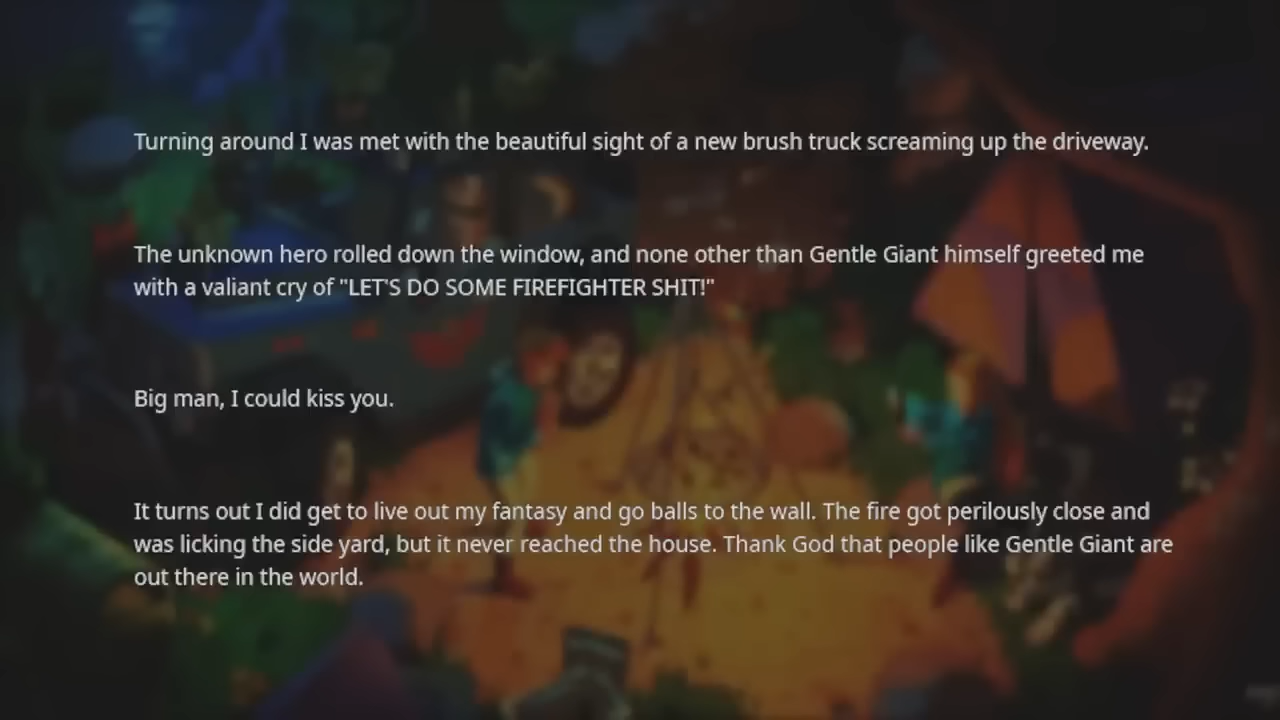 Turning around I was met with the beautiful sight of a new brush truck screaming up the driveway.
The unknown hero rolled down the window, and none other than Gentle Giant himself greeted me
with a valiant cry of "LET'S DO SOME FIREFIGHTER SHIT!"
Big man, I could kiss you.
It turns out I did get to live out my fantasy and go balls to the wall. The fire got perilously close and
was licking the side yard, but it never reached the house. Thank God that people like Gentle Giant are
out there in the world.